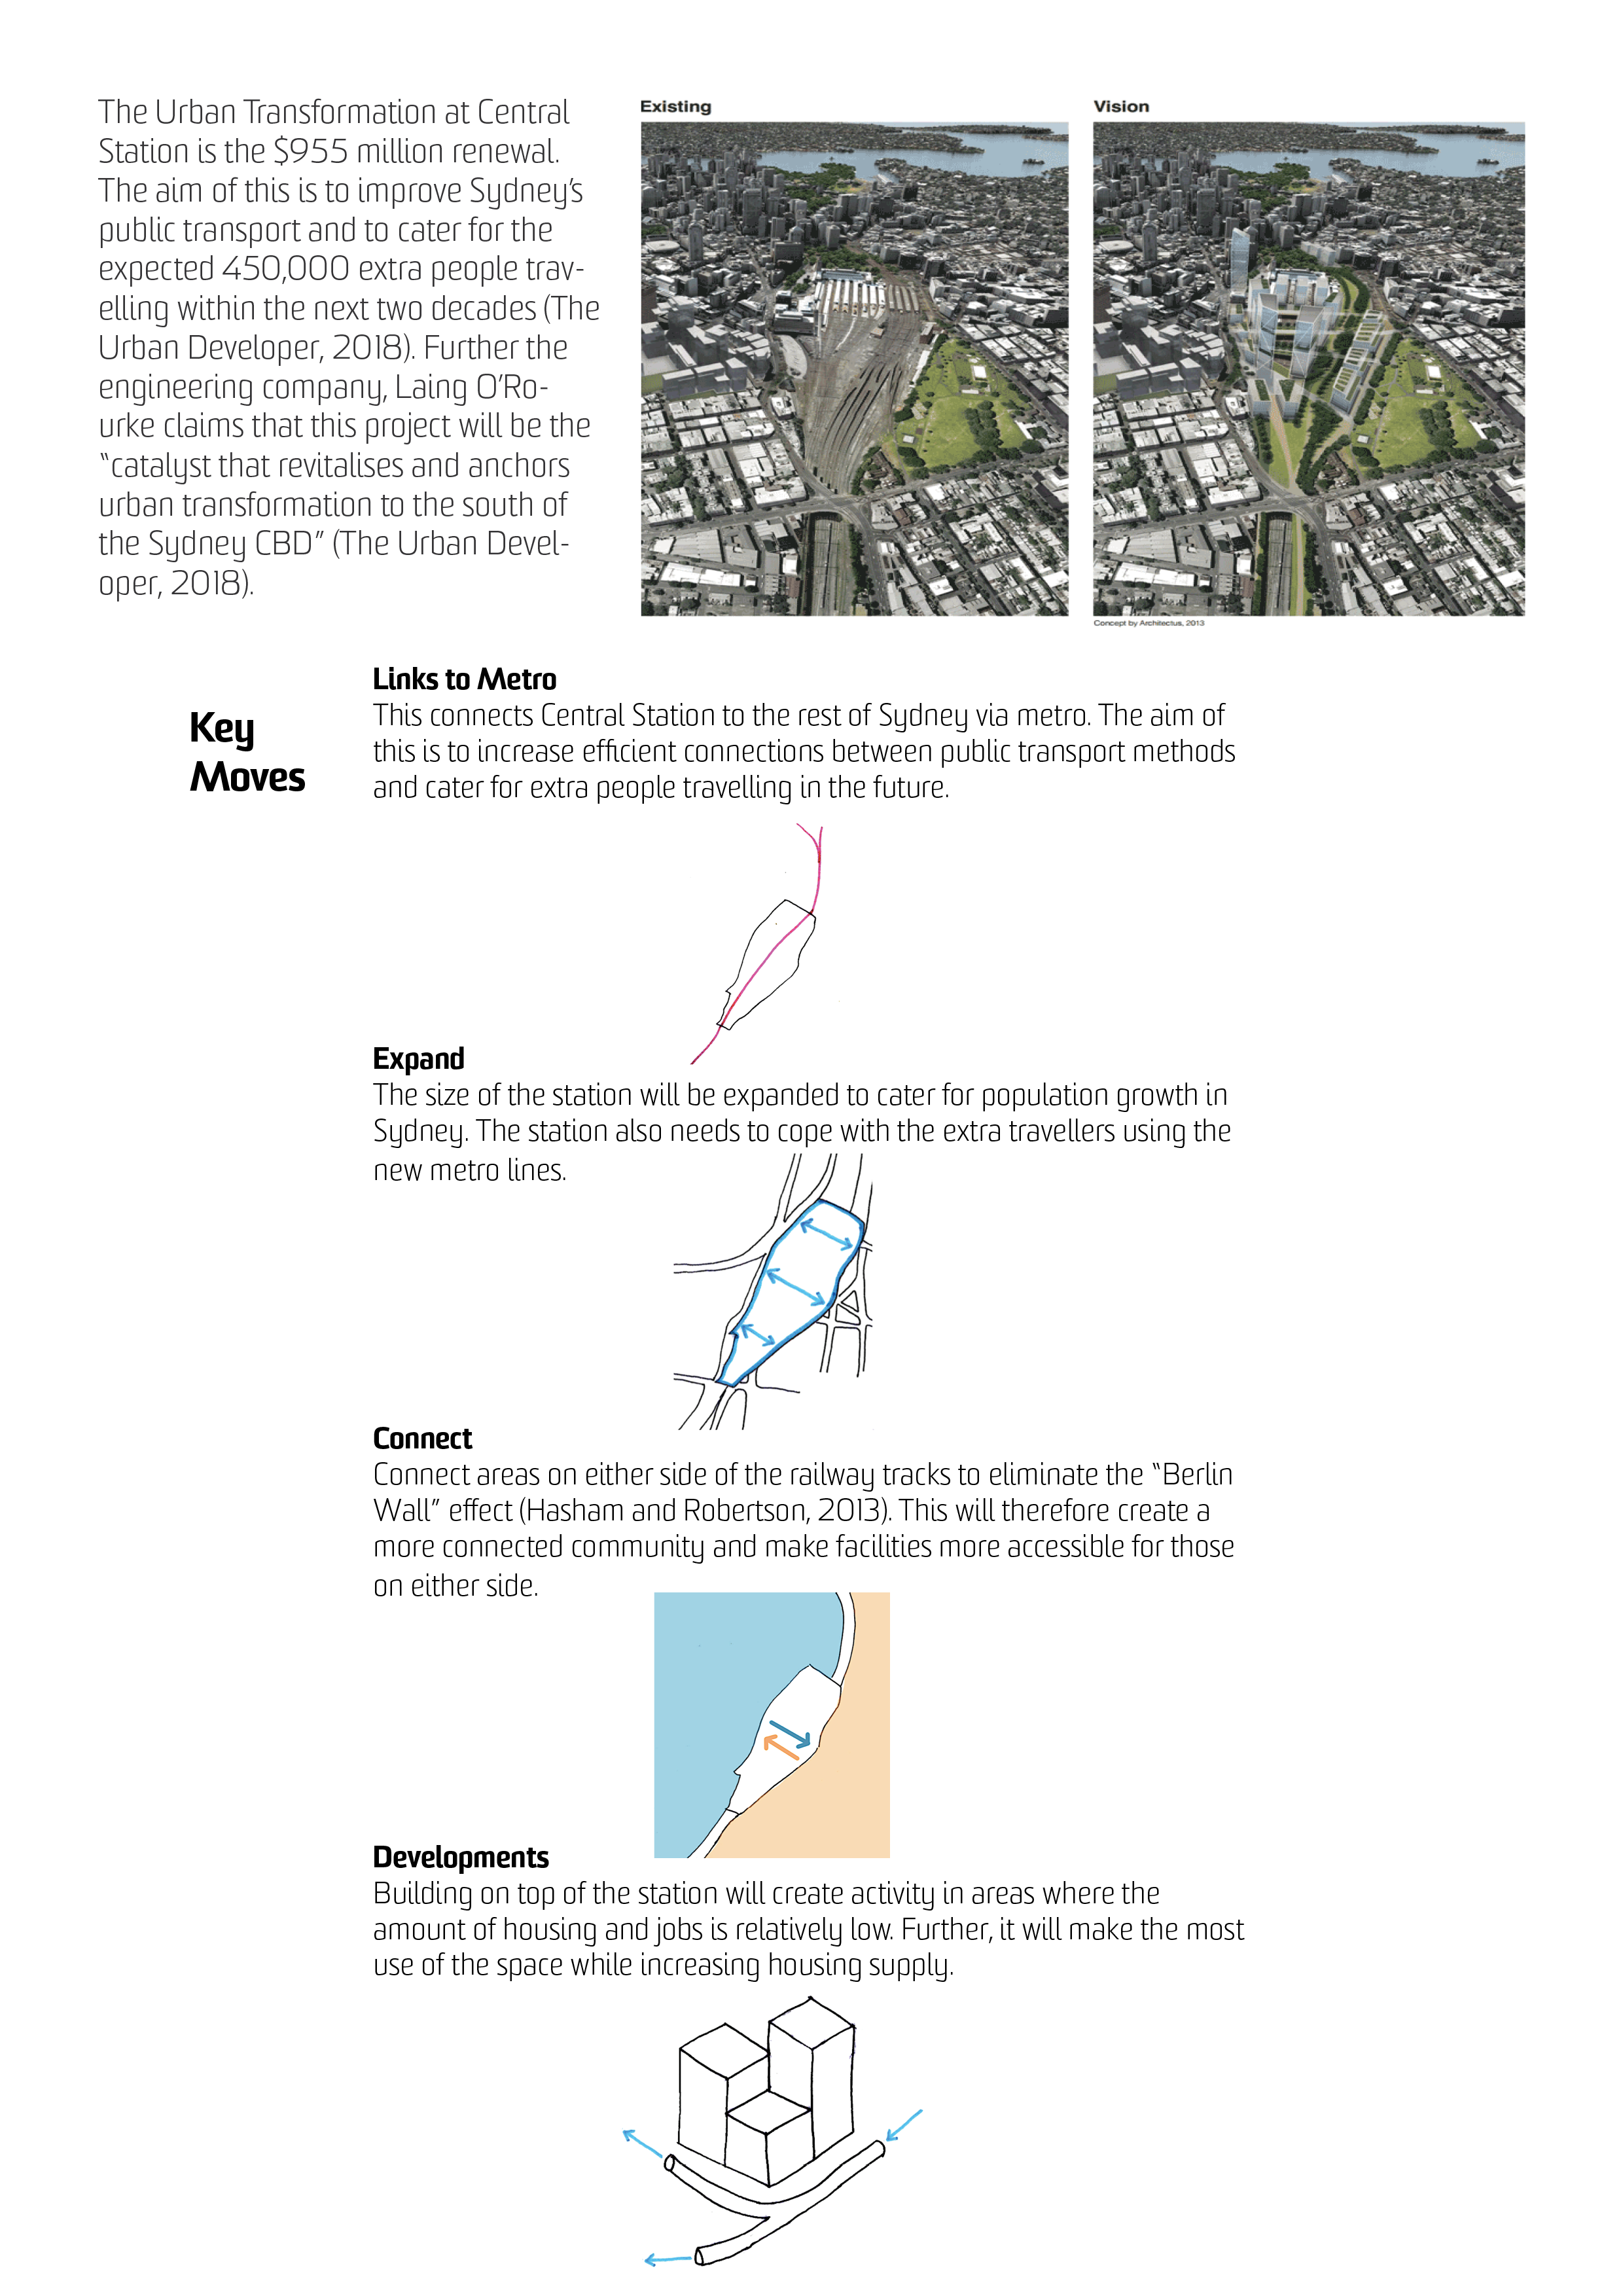 The Urban Transformation at Central
Station is the $955 million renewal.
The aim of this is to improve Sydney's
public transport and to cater for the
expected 450,000 extra people trav-
elling within the next two decades (The
Urban Developer, 2018). Further the
engineering company, Laing O'Ro-
urke claims that this project will be the
“catalyst that revitalises and anchors
urban transformation to the south of
the Sydney CBD” (The Urban Devel-
oper, 2018).
Existing
Vision
Concept by Architectus, 2013
Key
Moves
Links to Metro
This connects Central Station to the rest of Sydney via metro. The aim of
this is to increase efficient connections between public transport methods
and cater for extra people travelling in the future.
Expand
The size of the station will be expanded to cater for population growth in
Sydney. The station also needs to cope with the extra travellers using the
new metro lines.
Connect
Connect areas on either side of the railway tracks to eliminate the “Berlin
Wall” effect (Hasham and Robertson, 2013). This will therefore create a
more connected community and make facilities more accessible for those
on either side.
Developments
Building on top of the station will create activity in areas where the
amount of housing and jobs is relatively low. Further, it will make the most
use of the space while increasing housing supply.